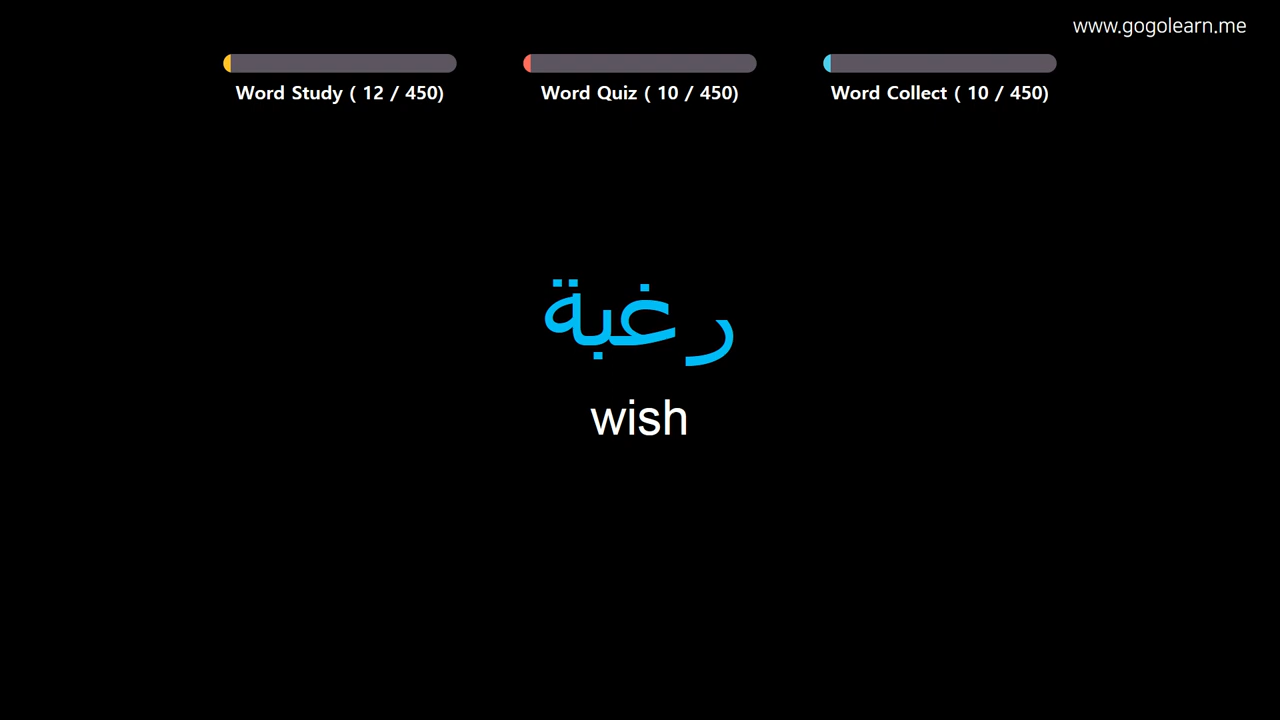 www.gogolearn.me
Word Study ( 12 / 450)
Word Quiz ( 10 / 450)
Word Collect ( 10 / 450)
رغبة
wish